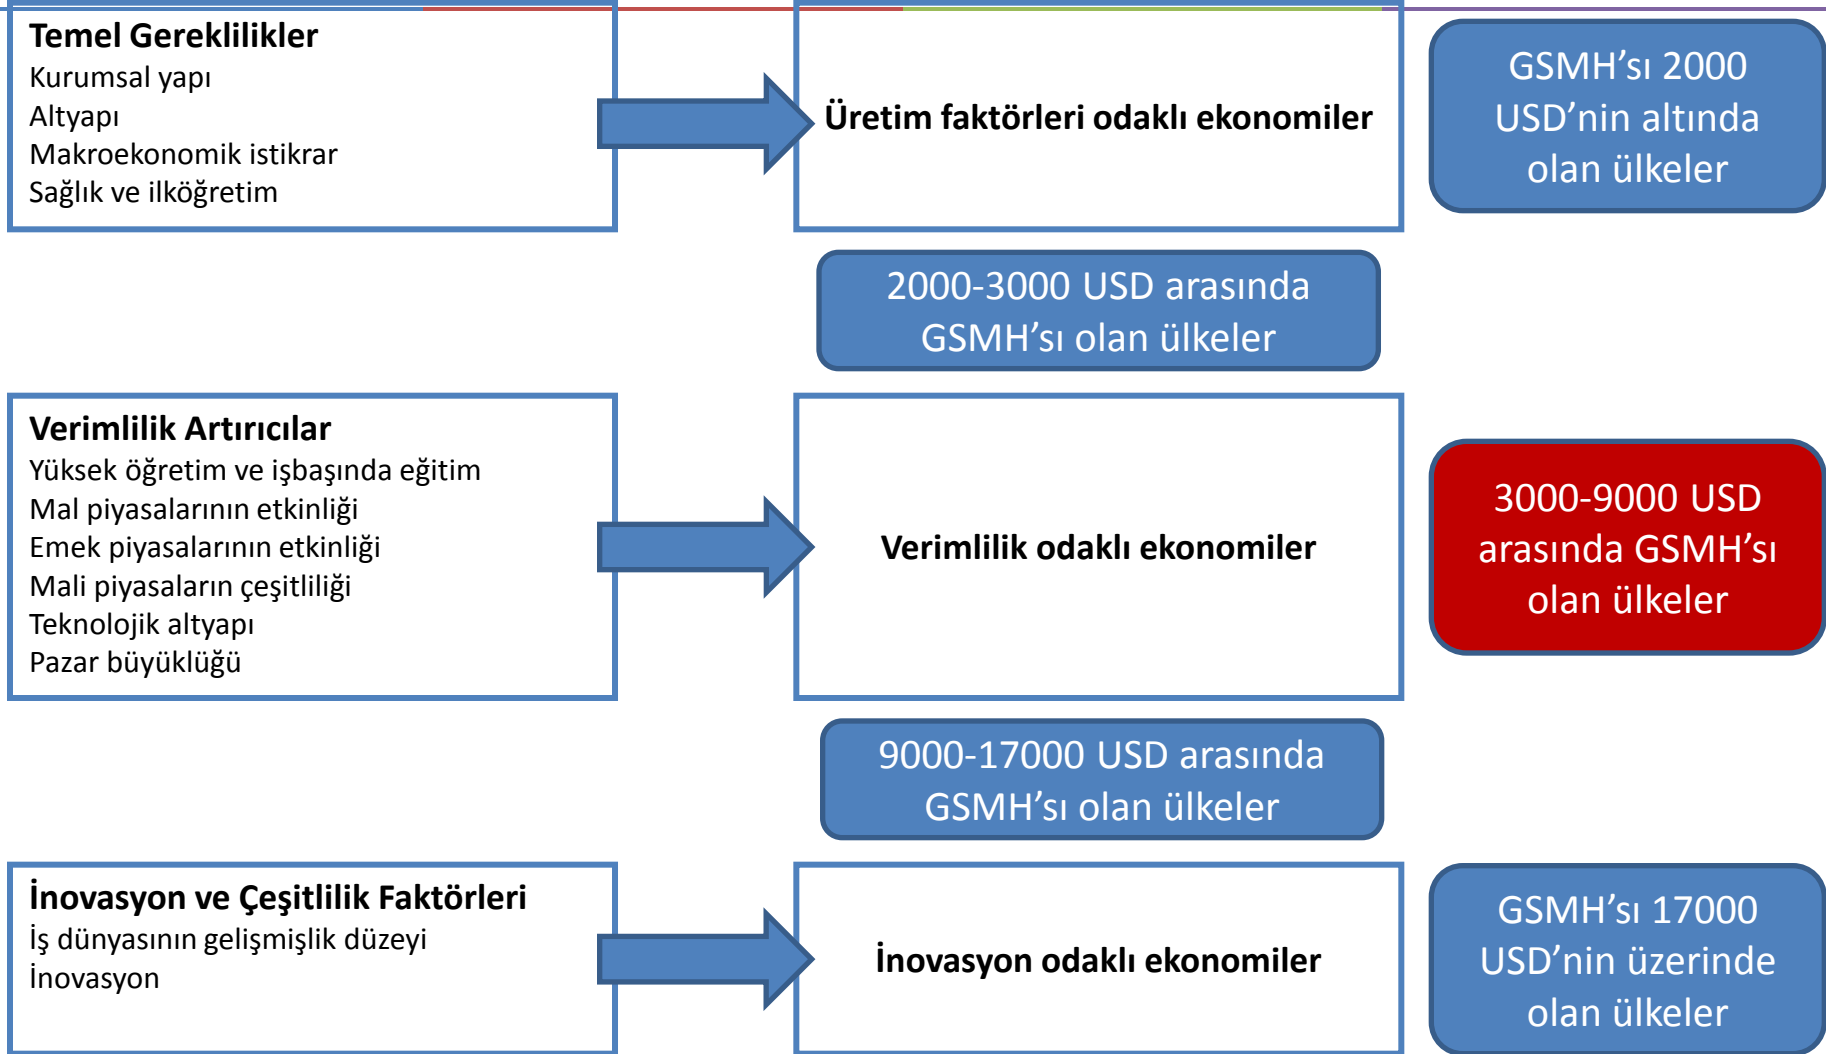 Temel Gereklilikler
Kurumsal yapı
Altyapı
Makroekonomik istikrar
Sağlık ve ilköğretim
Üretim faktörleri odaklı ekonomiler
GSMH’sı 2000
USD’nin altında
olan ülkeler
2000-3000 USD arasında
GSMH’sı olan ülkeler
Verimlilik Artırıcılar
Yüksek öğretim ve işbaşında eğitim
Mal piyasalarının etkinliği
Emek piyasalarının etkinliği
Mali piyasaların çeşitliliği
Teknolojik altyapı
Pazar büyüklüğü
Verimlilik odaklı ekonomiler
3000-9000 USD
arasında GSMH’sı
olan ülkeler
9000-17000 USD arasında
GSMH’sı olan ülkeler
İnovasyon ve Çeşitlilik Faktörleri
İş dünyasının gelişmişlik düzeyi
İnovasyon
İnovasyon odaklı ekonomiler
GSMH’sı 17000
USD’nin üzerinde
olan ülkeler